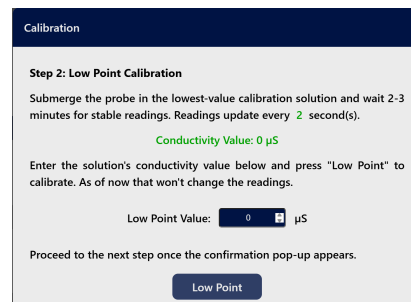 Calibration
Step 2: Low Point Calibration
Submerge the probe in the lowest-value calibration solution and wait 2-3
minutes for stable readings. Readings update every 2 second(s).
Conductivity Value: 0 µS
Enter the solution's conductivity value below and press "Low Point" to
calibrate. As of now that won't change the readings.
Low Point Value: 0 µS
Proceed to the next step once the confirmation pop-up appears.
Low Point